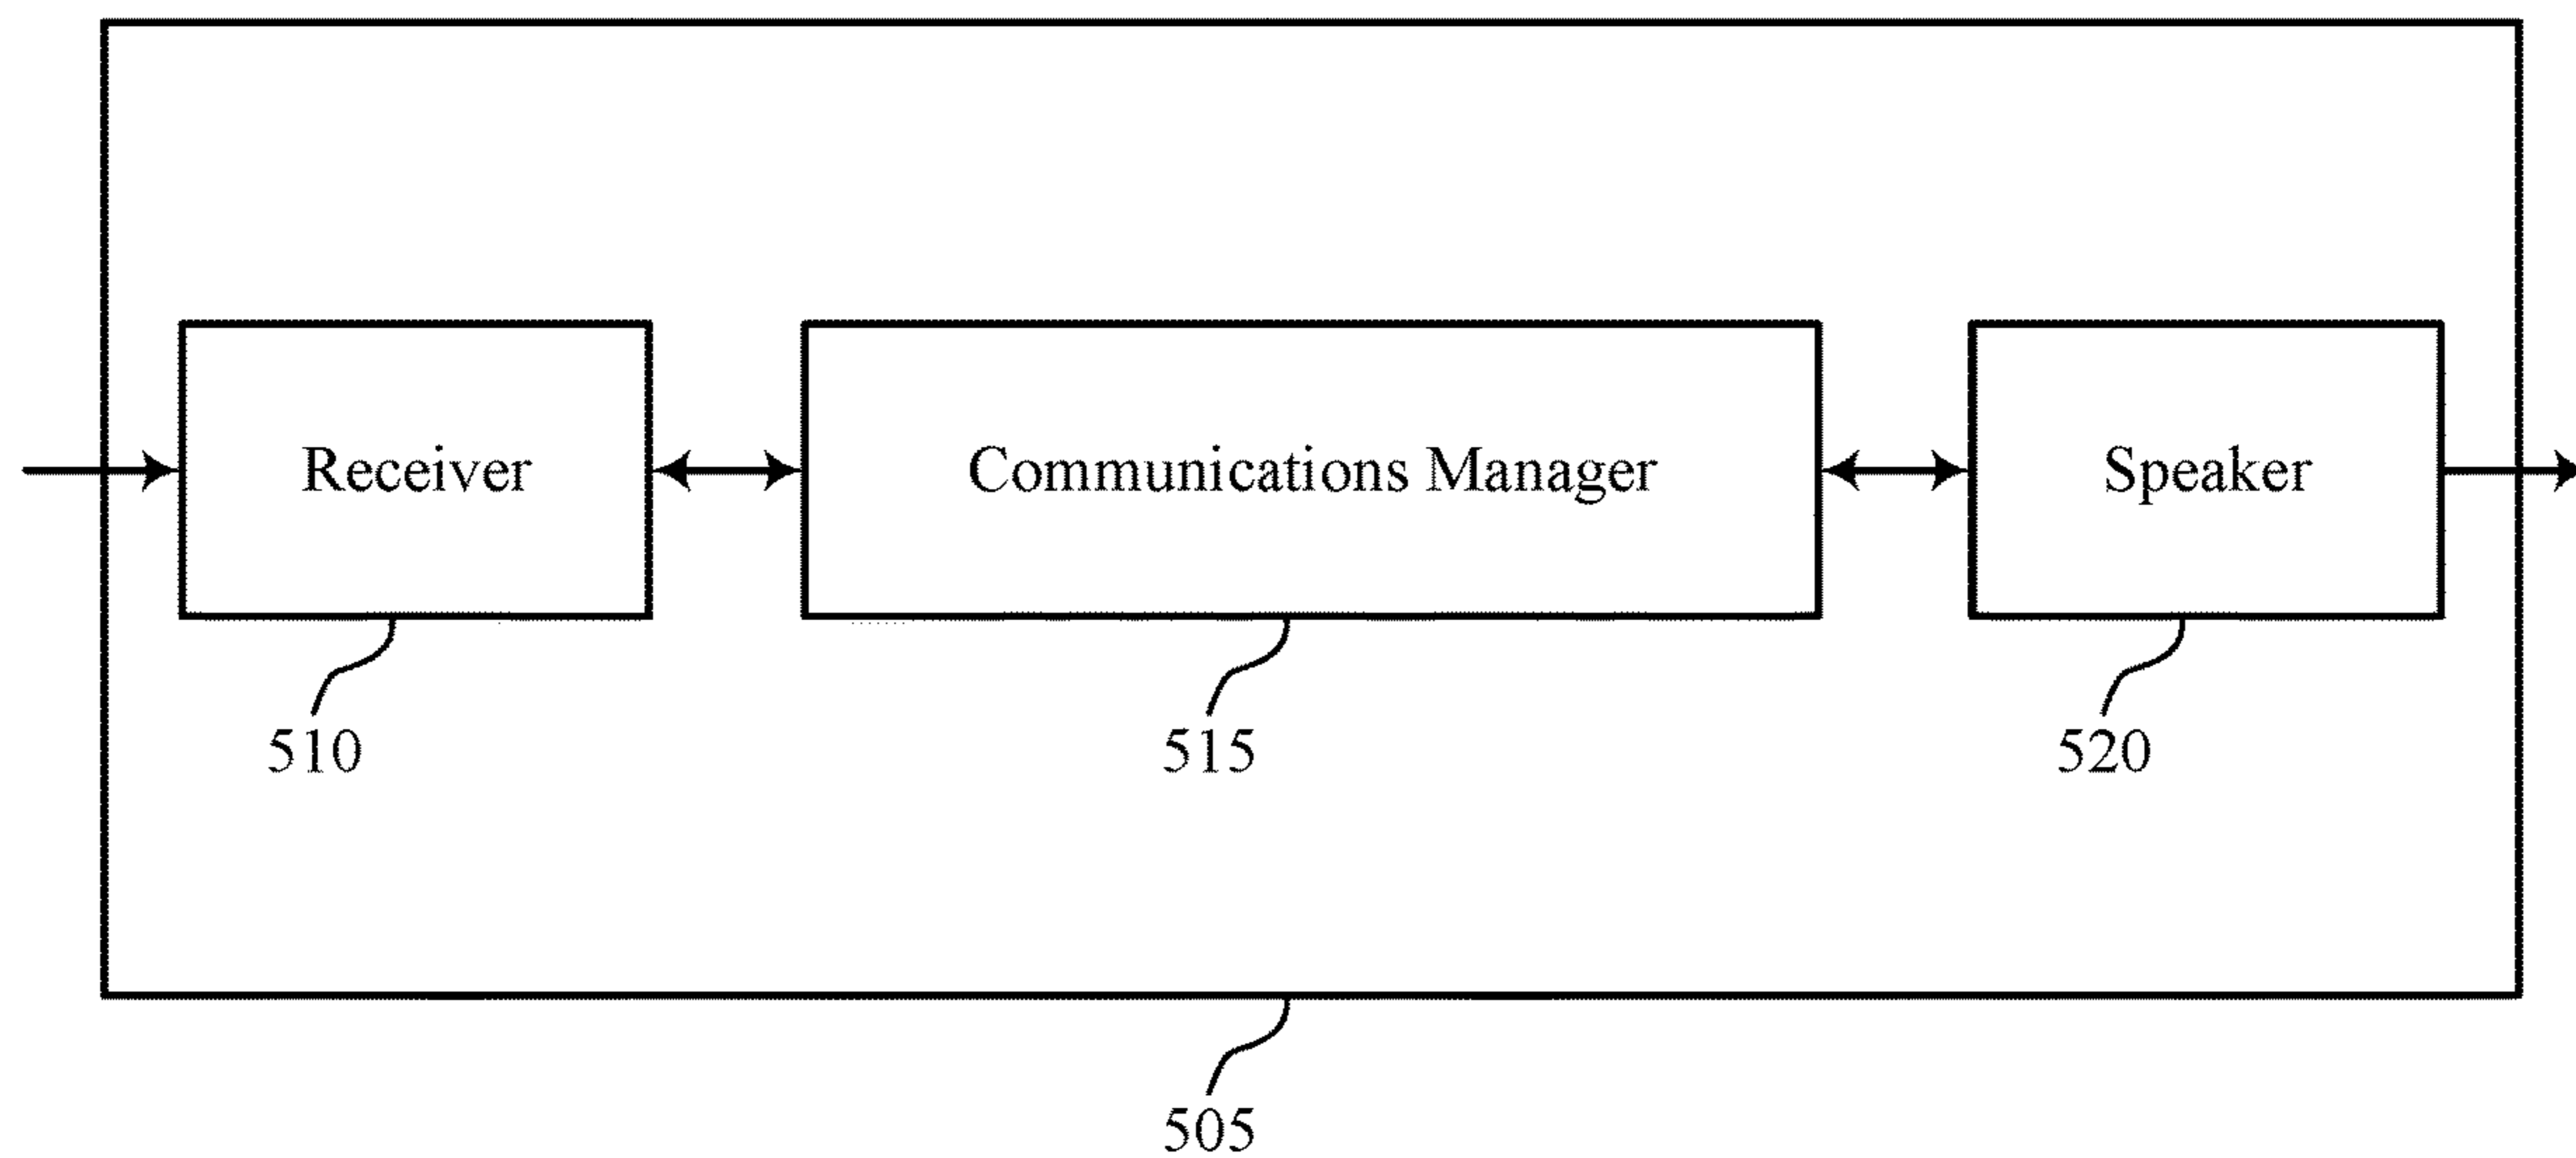 Receiver
Communications Manager
Speaker
510
515
520
505